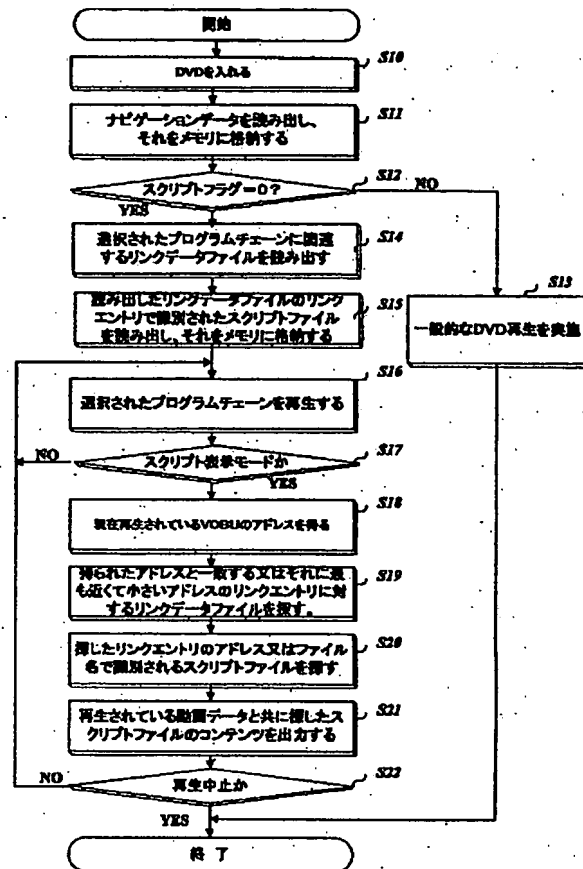 開始
S10
DVDを入れる
S11
ナビゲーションデータを読み出し、
それをメモリに格納する
S12
スクリプトフラグ=0?
NO
YES
S14
選択されたプログラムチェーンに関連
するリンクデータファイルを読み出す
S13
一般的なDVD再生を実施
S15
読み出したリンクデータファイルのリンク
エントリで識別されたスクリプトファイル
を読み出し、それをメモリに格納する
S16
選択されたプログラムチェーンを再生する
S17
NO
スクリプト表示モードか
YES
S18
現在再生されているVOBUのアドレスを得る
S19
得られたアドレスと一致する又はそれに最
も近くて小さいアドレスのリンクエントリに対
するリンクデータファイルを探す。
S20
探したリンクエントリのアドレス又はファイル
名で識別されるスクリプトファイルを探す
S21
再生されている動画データと共に探したス
クリプトファイルのコンテンツを出力する
S22
NO
再生中止か
YES
終了